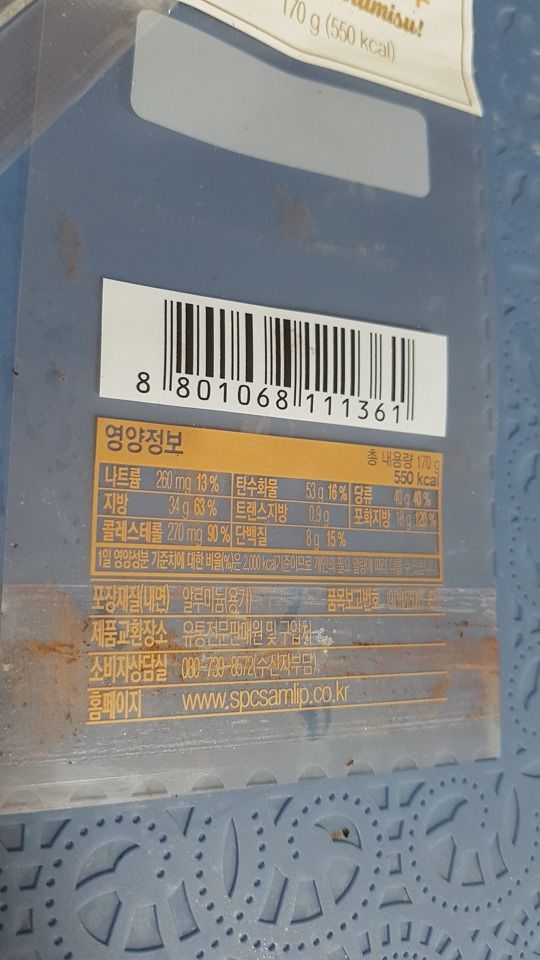 170 g (550 kcal)
8 801068 111361
영양정보
총 내용량 170 g
550 kcal
나트륨 260 mg 13 % 탄수화물 53 g 16 % 당류 40 g 40 %
지방 34 g 63 % 트랜스지방 0.9 g 포화지방 18 g 120 %
콜레스테롤 270 mg 90 % 단백질 8 g 15 %
1일 영양성분 기준치에 대한 비율(%)은 2,000 kcal 기준이므로 개인의 필요 열량에 따라 다를 수 있습니다
포장재질(내면) 알루미늄(용기) 품목보고번호
제품교환장소 유통전문판매원 및 구입처
소비자상담실 080-739-8572(수신자부담)
홈페이지 www.spcsamlip.co.kr